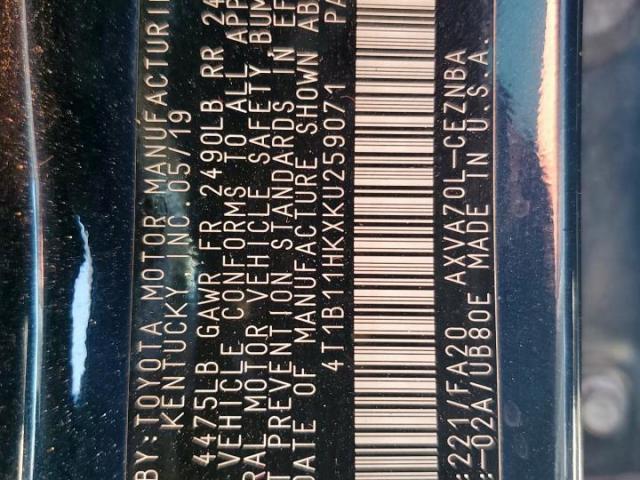 BY:TOYOTA MOTOR MANUFACTURI
KENTUCKY INC. 05/19
4475LB GAWR FR 2490LB RR 24
VEHICLE CONFORMS TO ALL APP
RAL MOTOR VEHICLE SAFETY BUM
T PREVENTION STANDARDS IN EF
DATE OF MANUFACTURE SHOWN AB
4T1B11HKXKU259071 PA
:221/FA20 AXVA70L-CEZNBA
:-02A/UB80E MADE IN U.S.A.